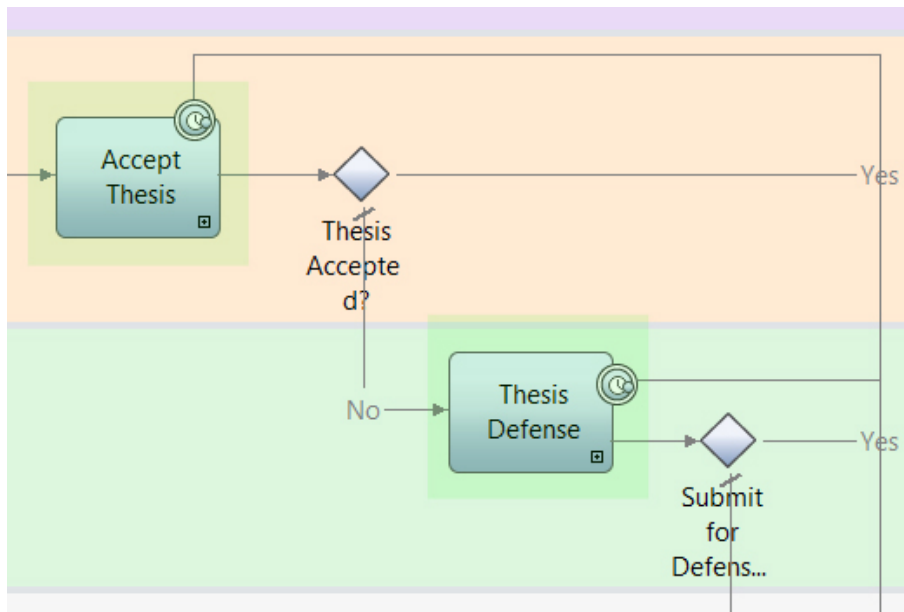 Accept
Thesis
Yes
Thesis
Accepte
d?
No
Thesis
Defense
Yes
Submit
for
Defens...